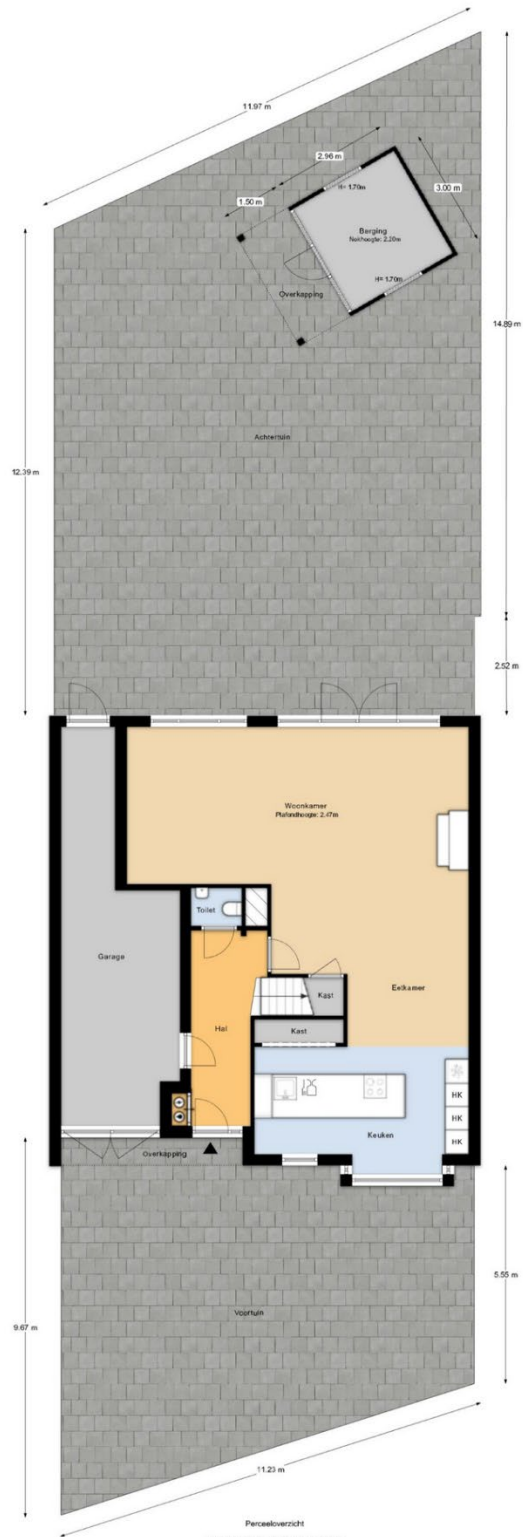 11.97 m
2.96 m
1.50 m
H= 1.70m
3.00 m
Berging
Nokhoogte: 2.20m
H= 1.70m
Overkapping
14.89 m
Achtertuin
12.39 m
2.52 m
Woonkamer
Plafondhoogte: 2.47m
Toilet
Garage
Kast
Eetkamer
Hal
Kast
HK
HK
HK
Keuken
Overkapping
5.55 m
Voortuin
9.67 m
11.23 m
Perceeloverzicht